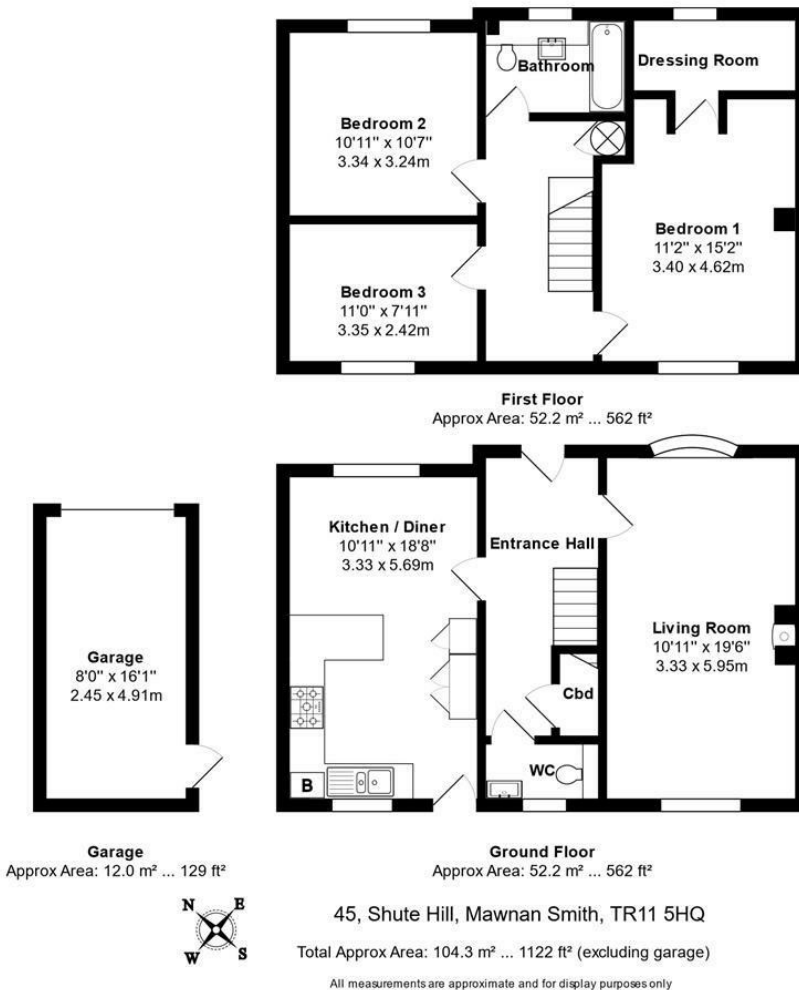 Bathroom
Dressing Room
Bedroom 2
10'11" x 10'7"
3.34 x 3.24m
Bedroom 1
11'2" x 15'2"
3.40 x 4.62m
Bedroom 3
11'0" x 7'11"
3.35 x 2.42m
First Floor
Approx Area: 52.2 m² ... 562 ft²
Kitchen / Diner
10'11" x 18'8"
3.33 x 5.69m
Entrance Hall
Living Room
10'11" x 19'6"
3.33 x 5.95m
Garage
8'0" x 16'1"
2.45 x 4.91m
Cbd
WC
B
Garage
Approx Area: 12.0 m² ... 129 ft²
Ground Floor
Approx Area: 52.2 m² ... 562 ft²
N E
W S
45, Shute Hill, Mawnan Smith, TR11 5HQ
Total Approx Area: 104.3 m² ... 1122 ft² (excluding garage)
All measurements are approximate and for display purposes only